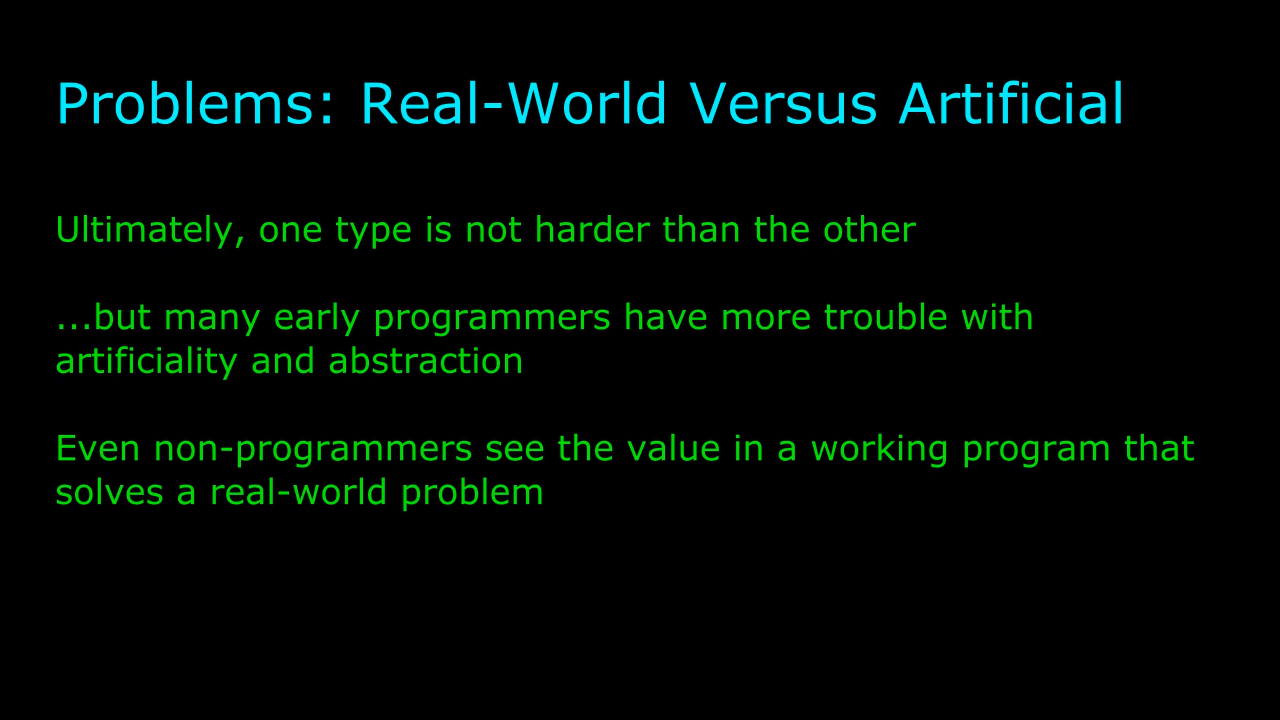 Problems: Real-World Versus Artificial
Ultimately, one type is not harder than the other
...but many early programmers have more trouble with
artificiality and abstraction
Even non-programmers see the value in a working program that
solves a real-world problem